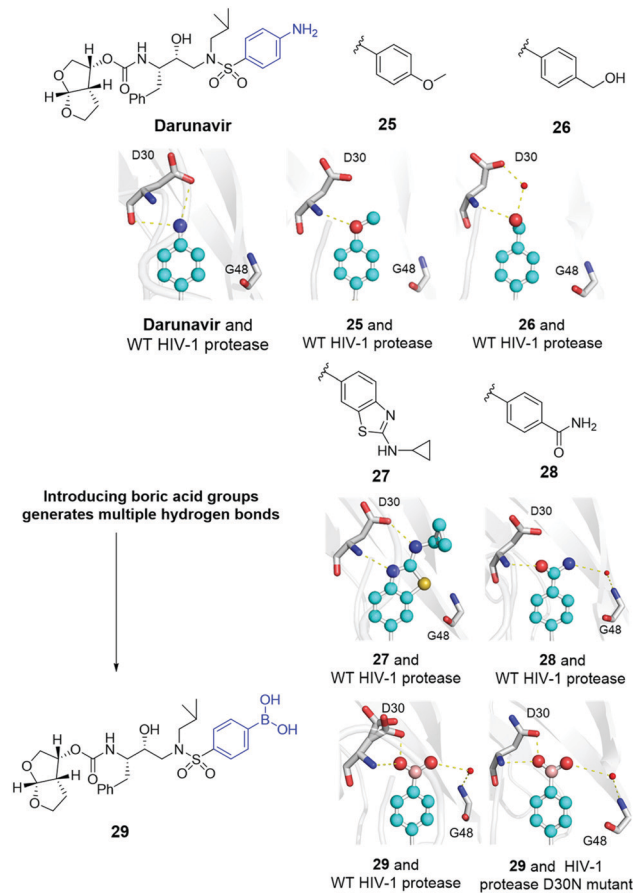 H
O
O
H
O
O
N
H
OH
Ph
N
S
O O
NH2
Darunavir
O
25
OH
26
D30
G48
D30
G48
D30
G48
Darunavir and
WT HIV-1 protease
25 and
WT HIV-1 protease
26 and
WT HIV-1 protease
N
S
HN
27
NH2
O
28
Introducing boric acid groups
generates multiple hydrogen bonds
D30
G48
D30
G48
27 and
WT HIV-1 protease
28 and
WT HIV-1 protease
H
O
O
H
O
O
N
H
OH
Ph
N
S
O O
OH
B
OH
29
D30
G48
D30
G48
29 and
WT HIV-1 protease
29 and HIV-1
protease D30N mutant